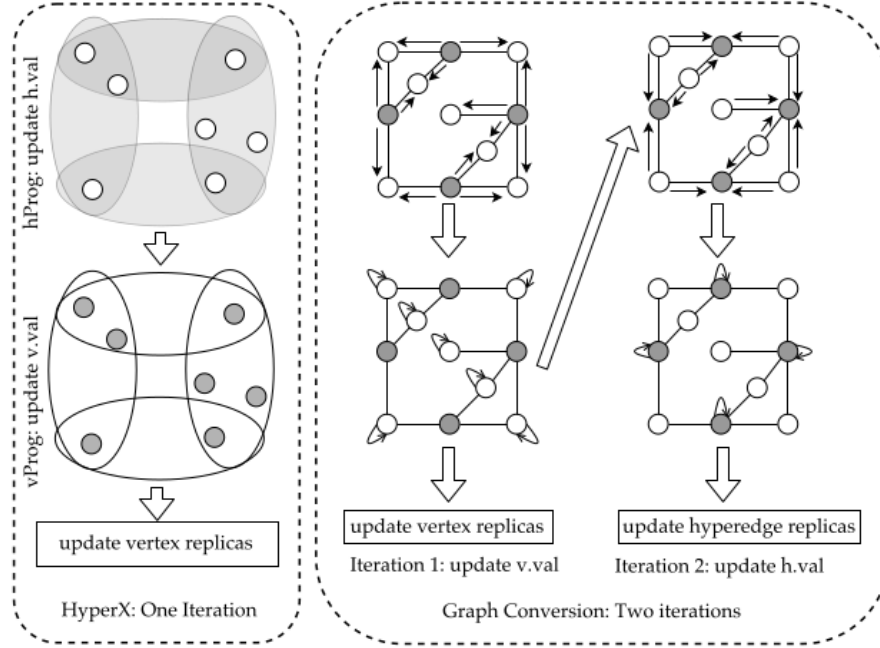 hProg: update h.val
vProg: update v.val
update vertex replicas
HyperX: One Iteration
update vertex replicas
Iteration 1: update v.val
update hyperedge replicas
Iteration 2: update h.val
Graph Conversion: Two iterations